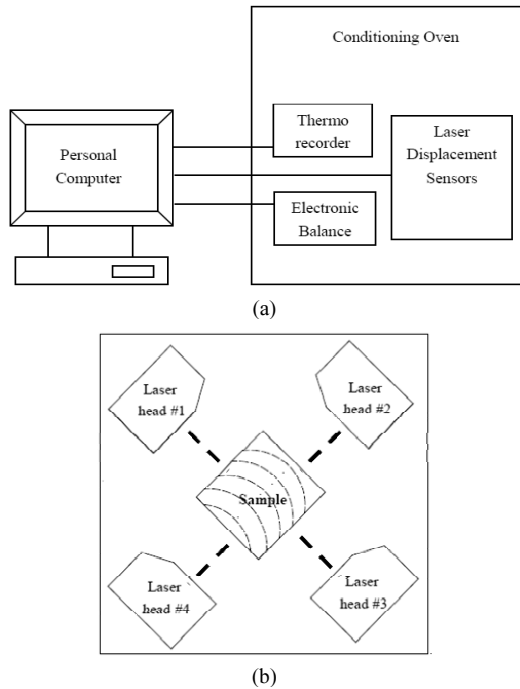 Conditioning Oven
Thermo
recorder
Laser
Displacement
Sensors
Personal
Computer
Electronic
Balance
(a)
Laser
head #1
Laser
head #2
Sample
Laser
head #4
Laser
head #3
(b)